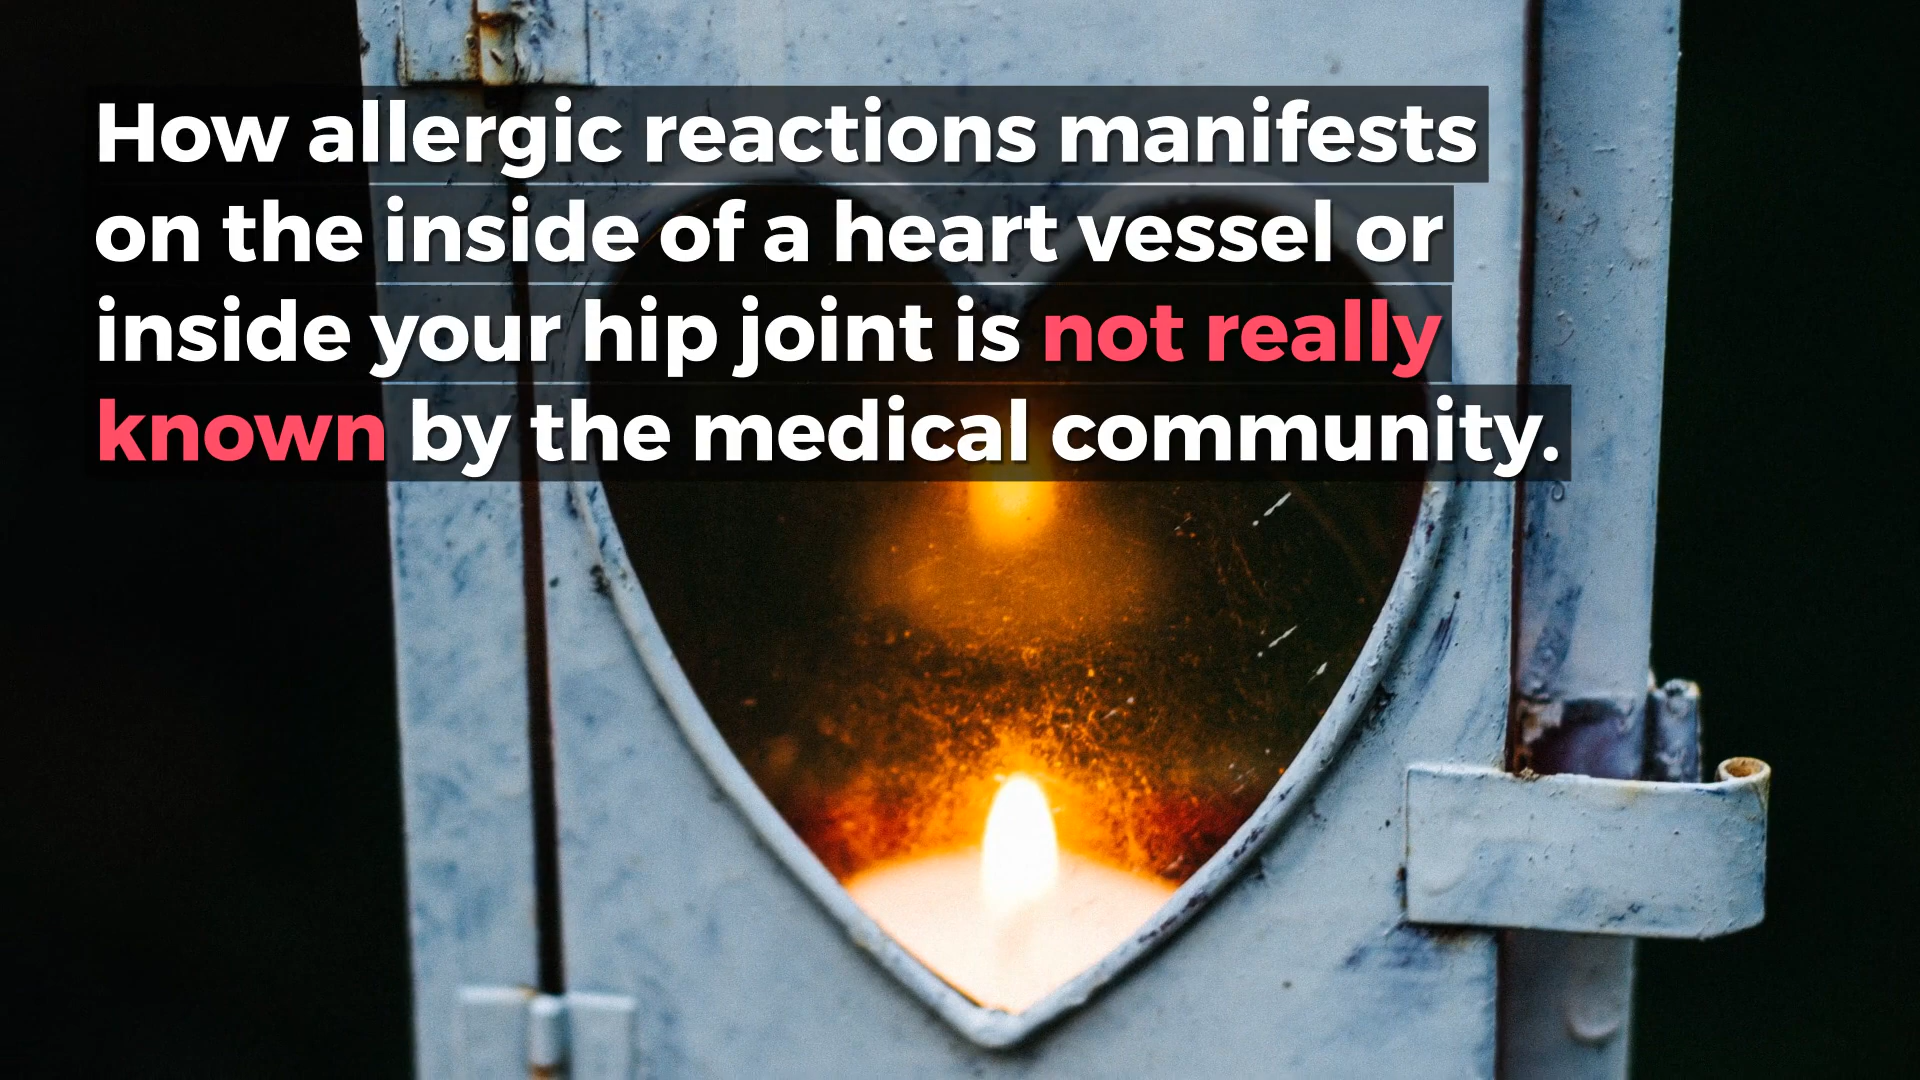 How allergic reactions manifests
on the inside of a heart vessel or
inside your hip joint is not really
known by the medical community.